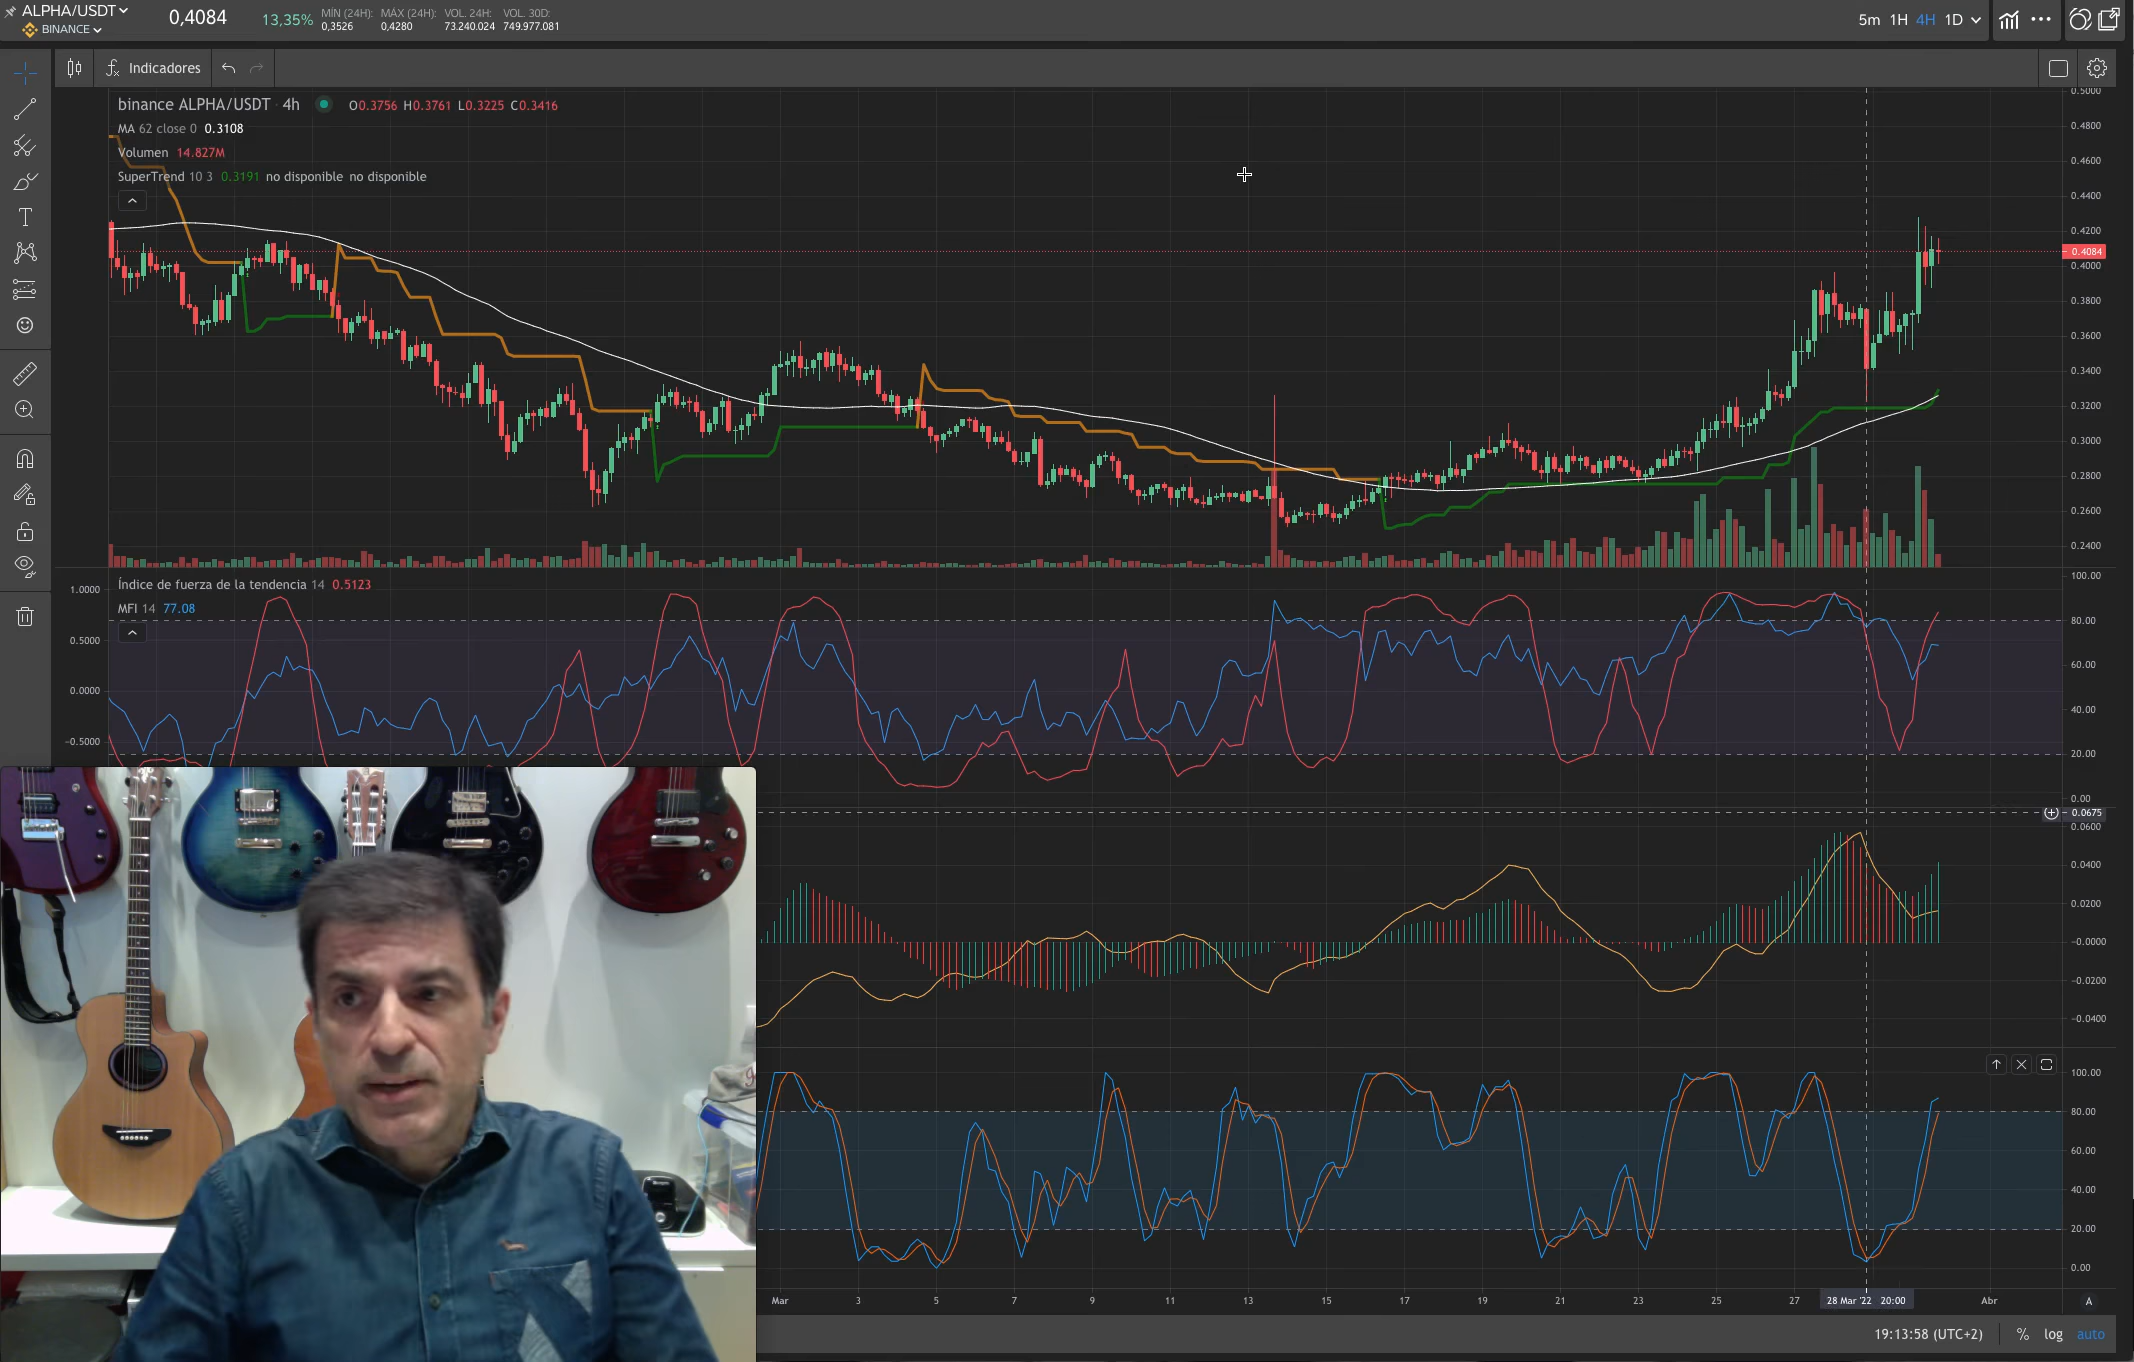 ALPHA/USDT
BINANCE
0,4084
13,35%
MÍN (24H):
0,3526
MÁX (24H):
0,4280
VOL. 24H:
73.240.024
VOL. 30D:
749.977.081
5m 1H 4H 1D
Indicadores
binance ALPHA/USDT · 4h O0.3756 H0.3761 L0.3225 C0.3416
MA 62 close 0 0.3108
Volumen 14.827M
SuperTrend 10 3 0.3191 no disponible no disponible
0.5000
0.4800
0.4600
0.4400
0.4200
0.4084
0.4000
0.3800
0.3600
0.3400
0.3200
0.3000
0.2800
0.2600
0.2400
Índice de fuerza de la tendencia 14 0.5123
MFI 14 77.08
1.0000
0.5000
0.0000
−0.5000
100.00
80.00
60.00
40.00
20.00
0.00
0.0675
0.0600
0.0400
0.0200
−0.0000
−0.0200
−0.0400
100.00
80.00
60.00
40.00
20.00
0.00
Mar 3 5 7 9 11 13 15 17 19 21 23 25 27 28 Mar '22 20:00 Abr A
19:13:58 (UTC+2) % log auto